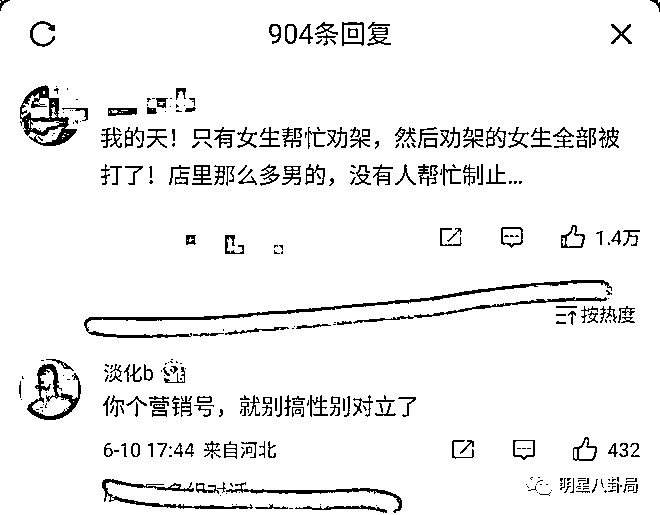 904条回复
我的天！只有女生帮忙劝架，然后劝架的女生全部被
打了！店里那么多男的，没有人帮忙制止...
1.4万
按热度
淡化b
你个营销号，就别搞性别对立了
6-10 17:44 来自河北
432
明星八卦局